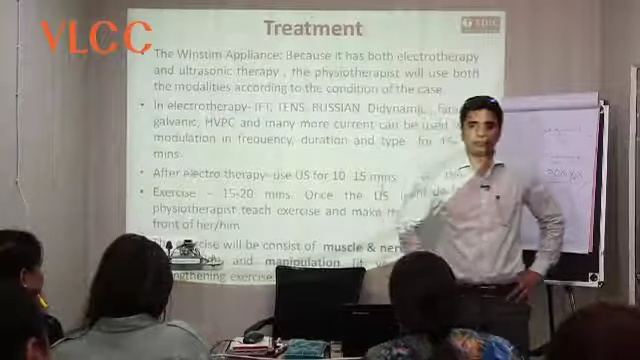 VLCC
Treatment
The Winstim Appliance: Because it has both electrotherapy
and ultrasonic therapy , the physiotherapist will use both
the modalities according to the condition of the case.
• In electrotherapy- IFT, TENS RUSSIAN Didynamic,
galvanic, HVPC and many more current can be used
modulation in frequency, duration and type for
mins.
• After electro therapy- use US for 10 15 mins
• Exercise – 15-20 mins. Once the US
physiotherapist teach exercise and make
front of her/him
will be consist of muscle &
and manipulation
exercise